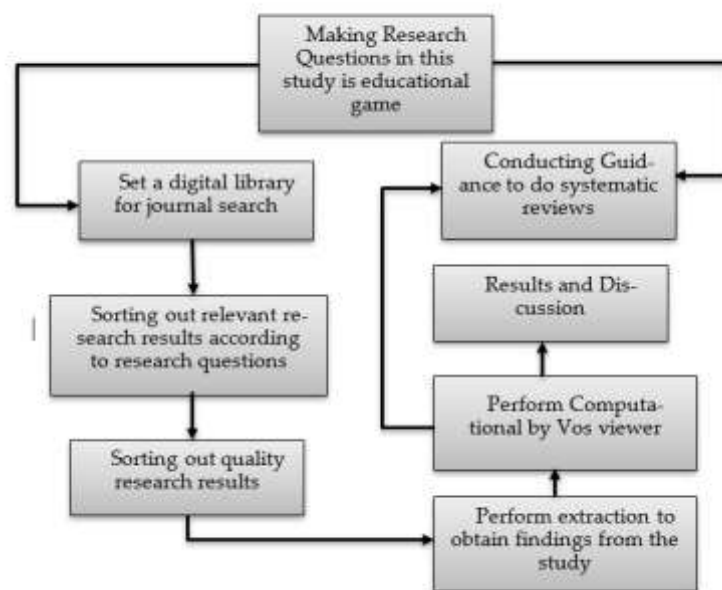 Making Research
Questions in this
study is educational
game
Set a digital library
for journal search
Sorting out relevant re-
search results according
to research questions
Sorting out quality
research results
Conducting Guid-
ance to do systematic
reviews
Results and Dis-
cussion
Perform Computa-
tional by Vos viewer
Perform extraction to
obtain findings from the
study